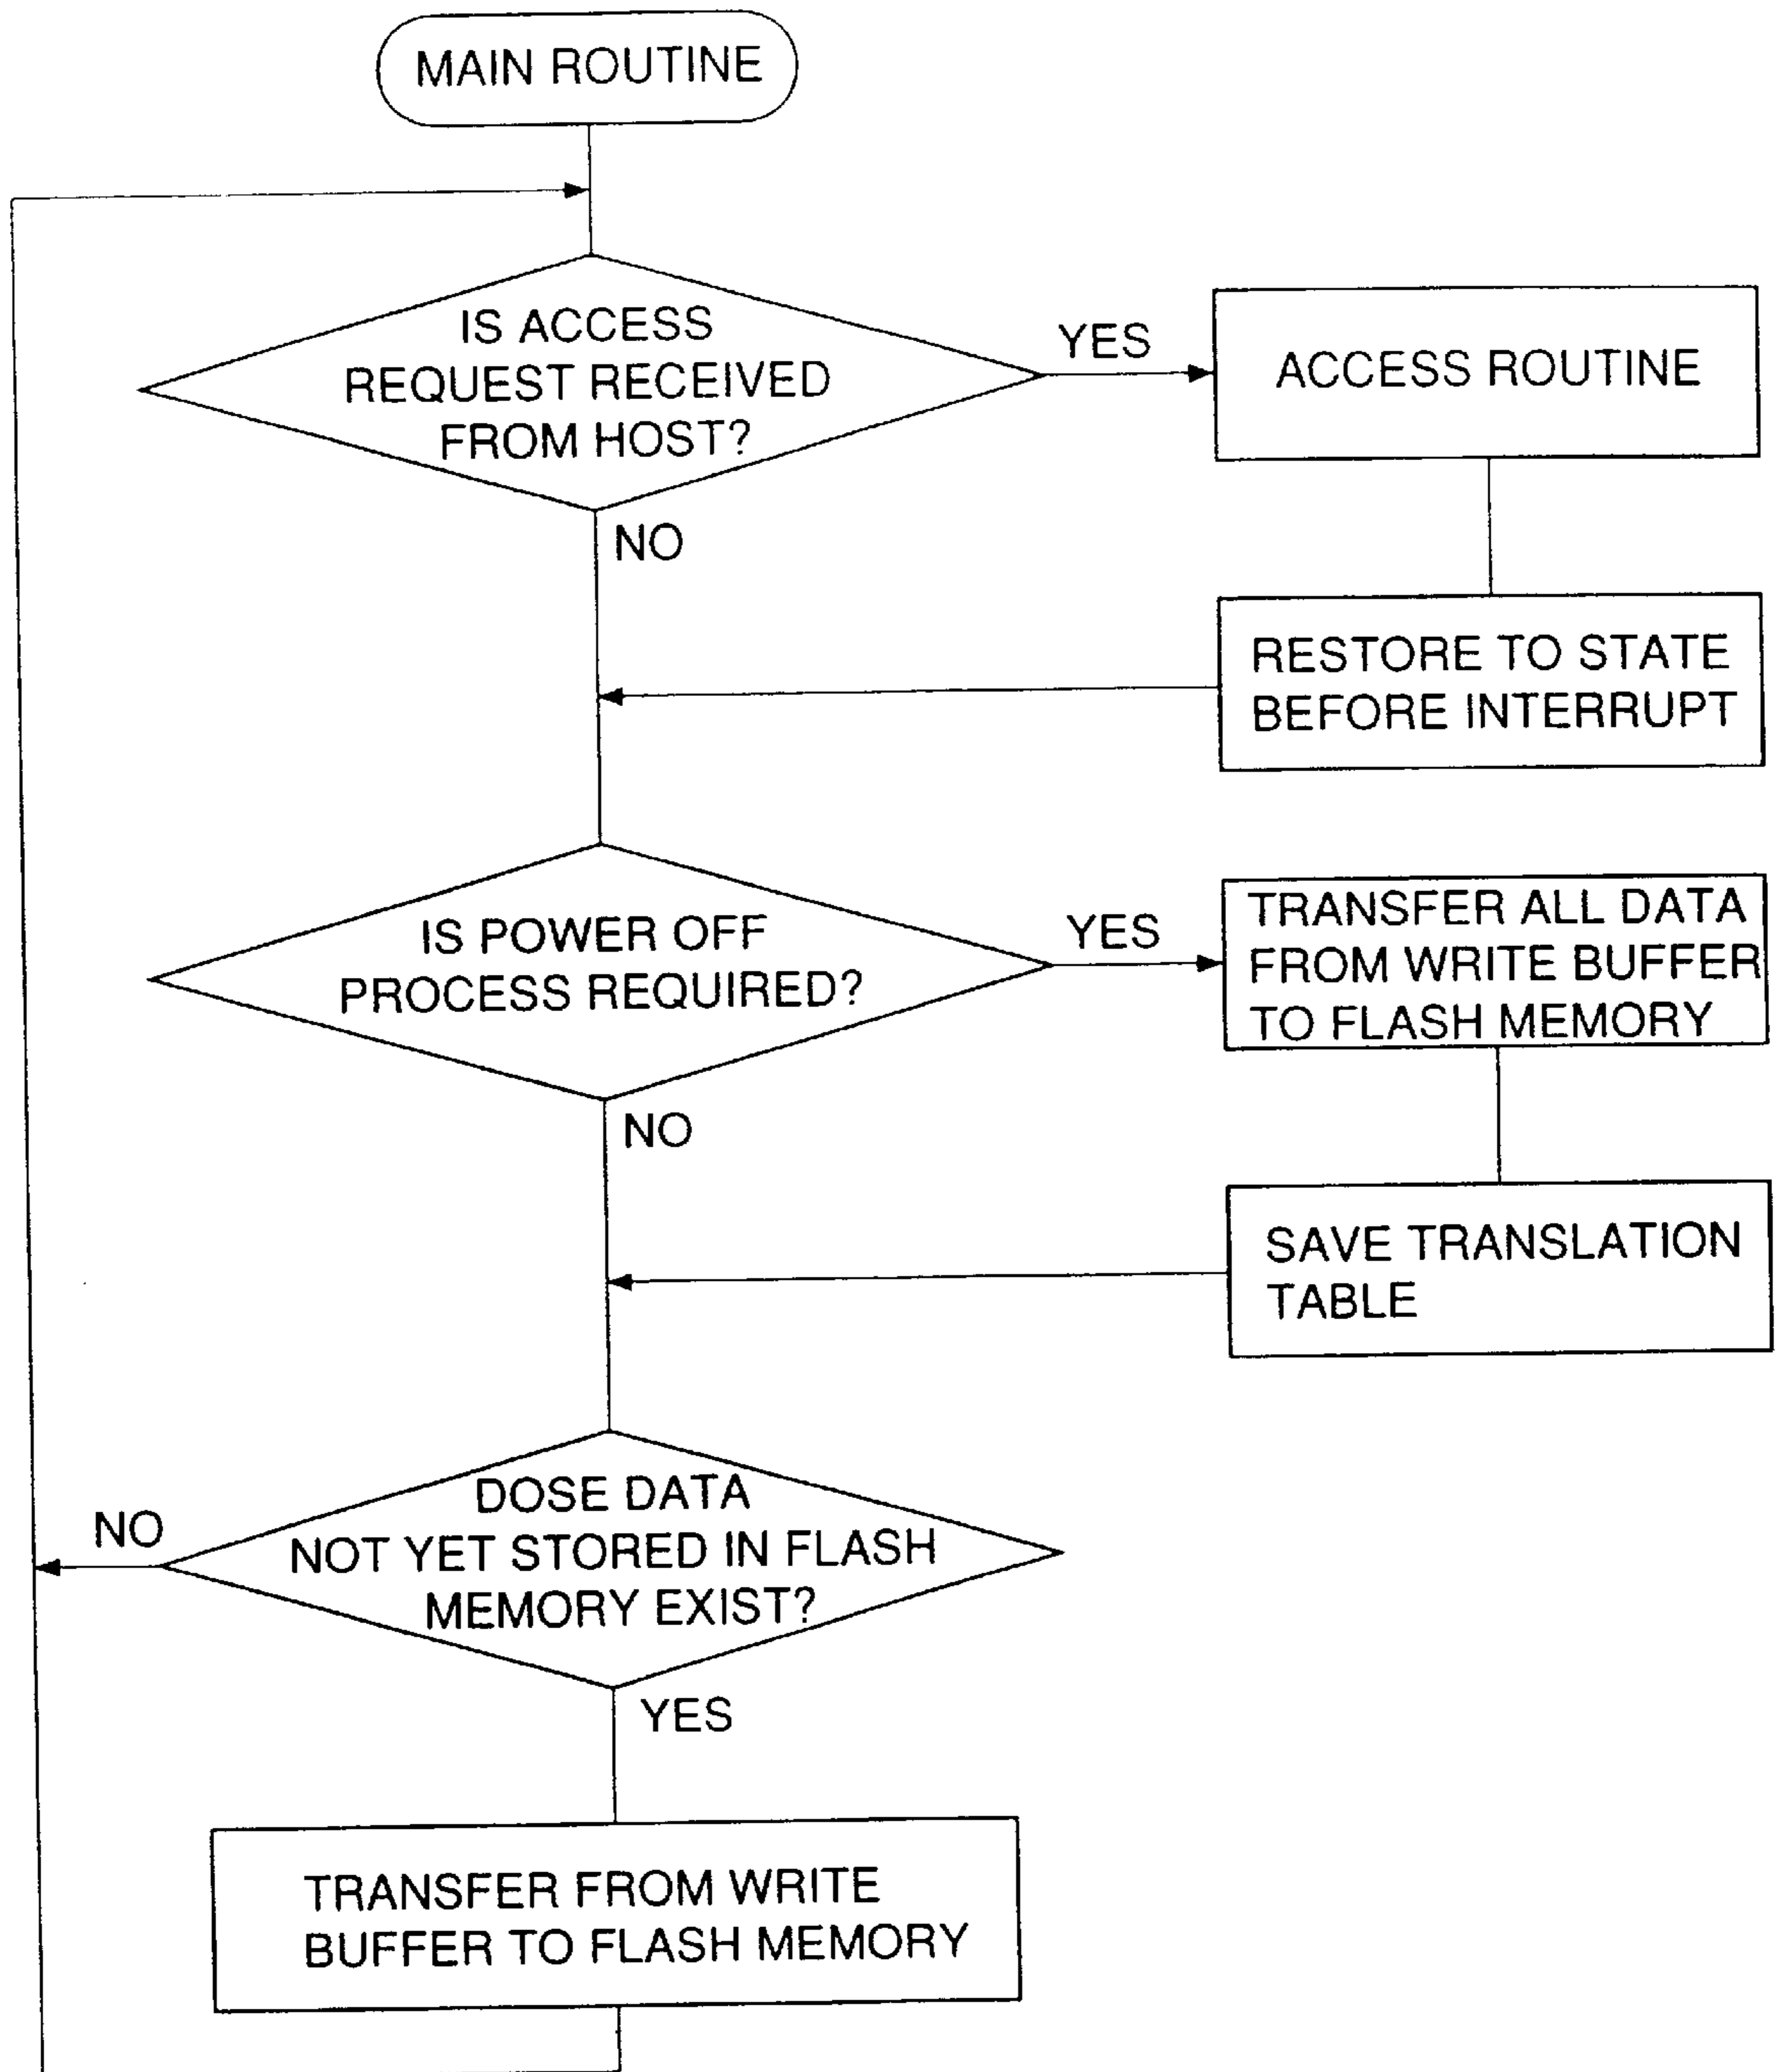 MAIN ROUTINE
IS ACCESS
REQUEST RECEIVED
FROM HOST?
YES
ACCESS ROUTINE
NO
RESTORE TO STATE
BEFORE INTERRUPT
IS POWER OFF
PROCESS REQUIRED?
YES
TRANSFER ALL DATA
FROM WRITE BUFFER
TO FLASH MEMORY
NO
SAVE TRANSLATION
TABLE
DOSE DATA
NOT YET STORED IN FLASH
MEMORY EXIST?
NO
YES
TRANSFER FROM WRITE
BUFFER TO FLASH MEMORY